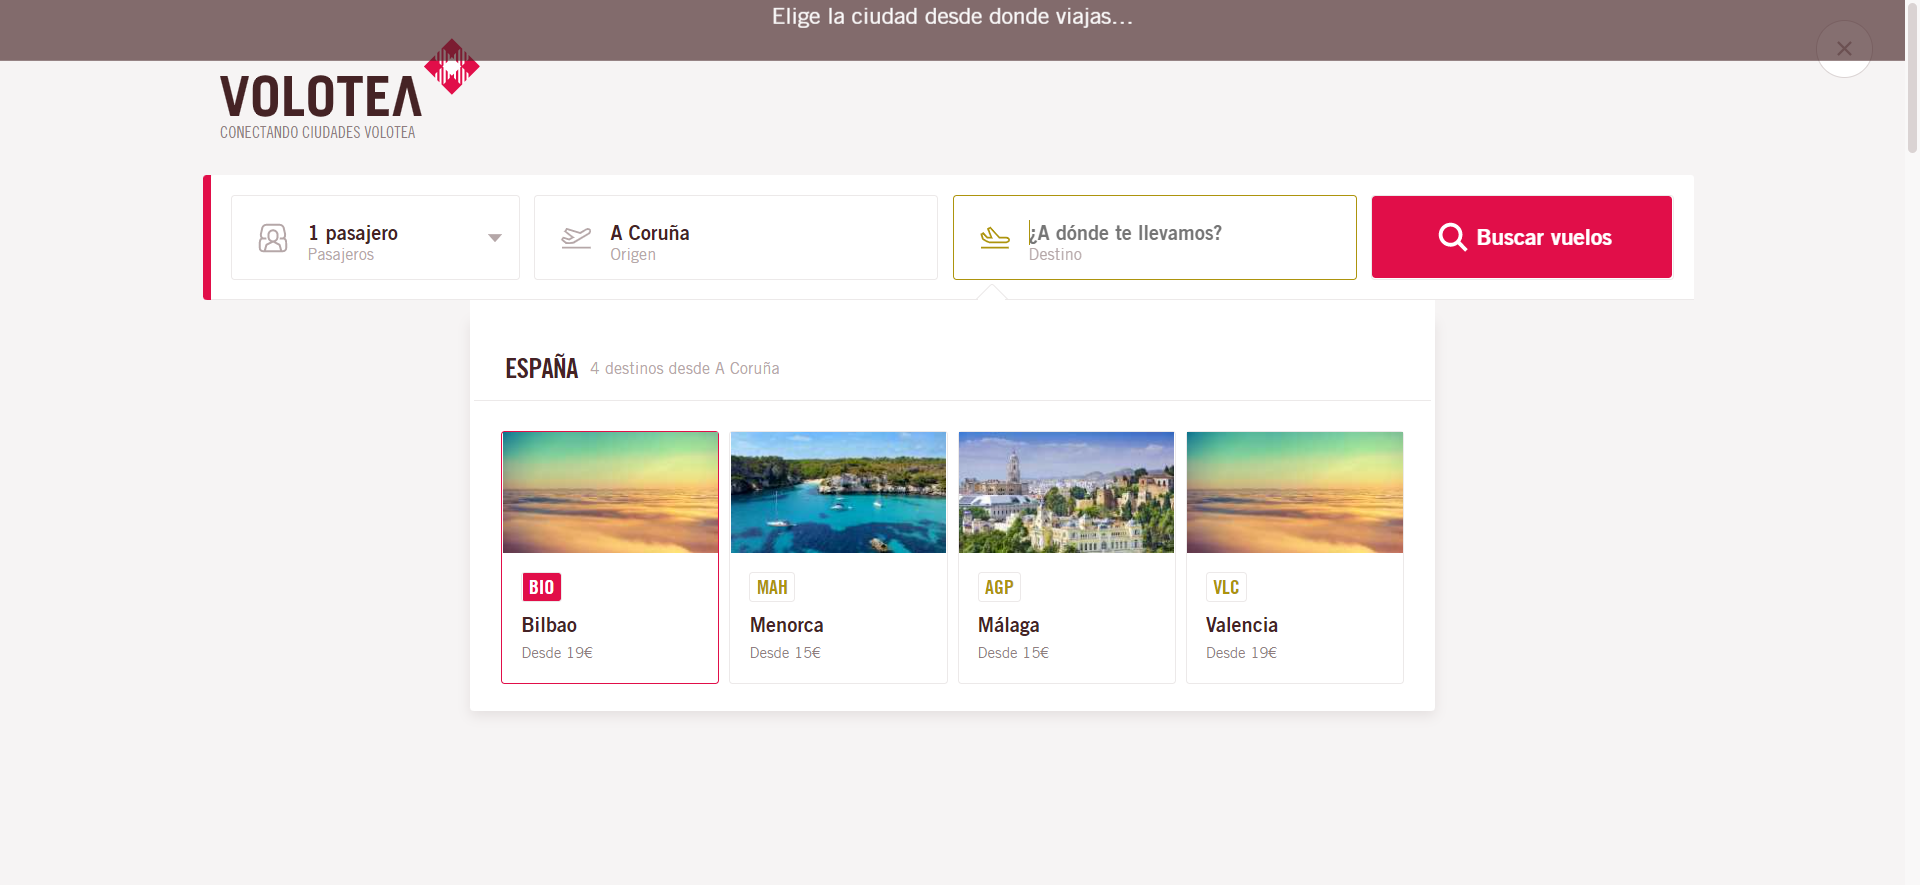 Elige la ciudad desde donde viajas...
VOLOTEA
CONECTANDO CIUDADES VOLOTEA
1 pasajero
Pasajeros
A Coruña
Origen
¿A dónde te llevamos?
Destino
Buscar vuelos
ESPAÑA 4 destinos desde A Coruña
BIO
Bilbao
Desde 19€
MAH
Menorca
Desde 15€
AGP
Málaga
Desde 15€
VLC
Valencia
Desde 19€